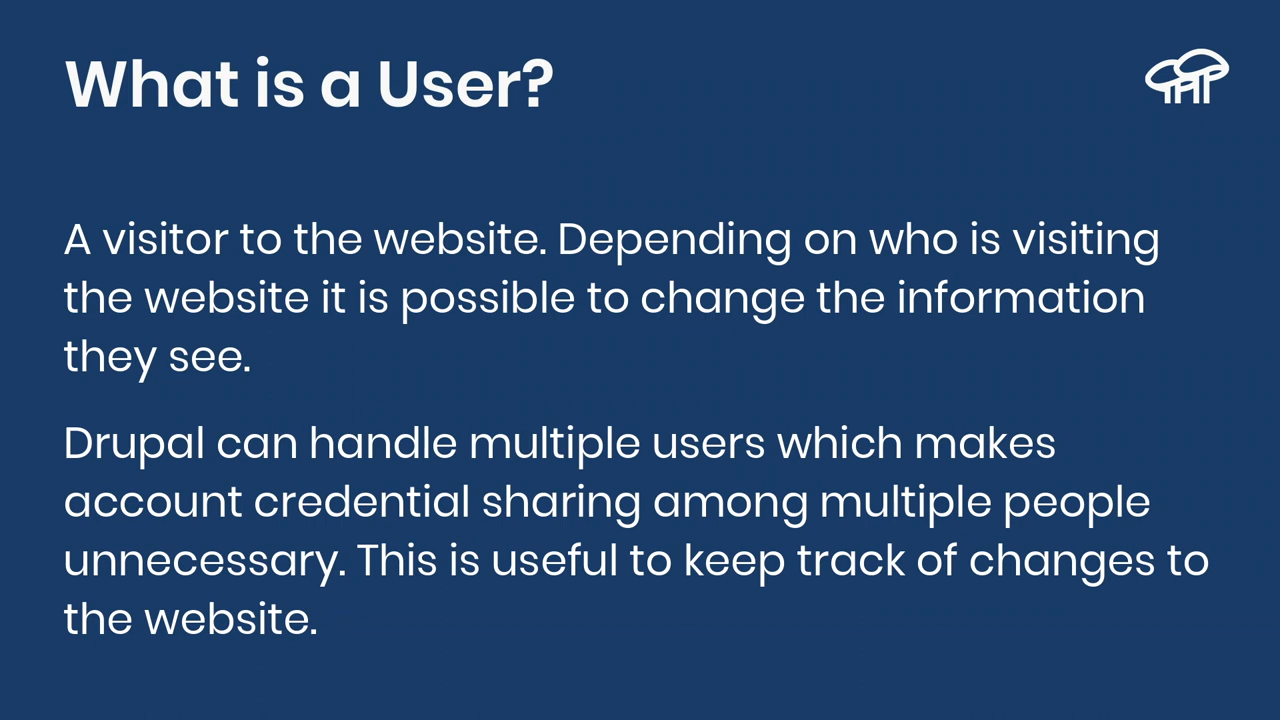 What is a User?
A visitor to the website. Depending on who is visiting
the website it is possible to change the information
they see.
Drupal can handle multiple users which makes
account credential sharing among multiple people
unnecessary. This is useful to keep track of changes to
the website.